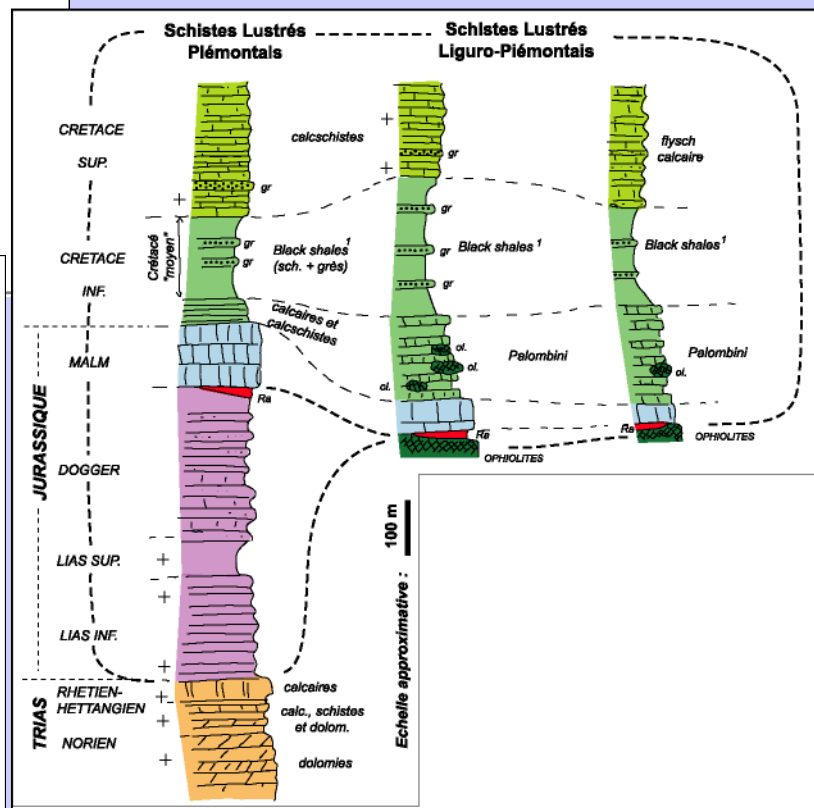 Schistes Lustrés
Piémontais
Schistes Lustrés
Liguro-Piémontais
CRETACE
SUP.
calcschistes
flysch
calcaire
gr
gr
gr
CRETACE
INF.
Crétacé
"moyen"
gr
gr
Black shales1
(sch. + grès)
gr
gr
Black shales1
Black shales1
calcaires et
calcschistes
JURASSIQUE
MALM
Ra
ol.
ol.
ol.
Palombini
ol.
Palombini
Ra
OPHIOLITES
Ra
OPHIOLITES
DOGGER
LIAS SUP.
LIAS INF.
100 m
Echelle approximative :
TRIAS
RHETIEN-
HETTANGIEN
calcaires
calc., schistes
et dolom.
NORIEN
dolomies